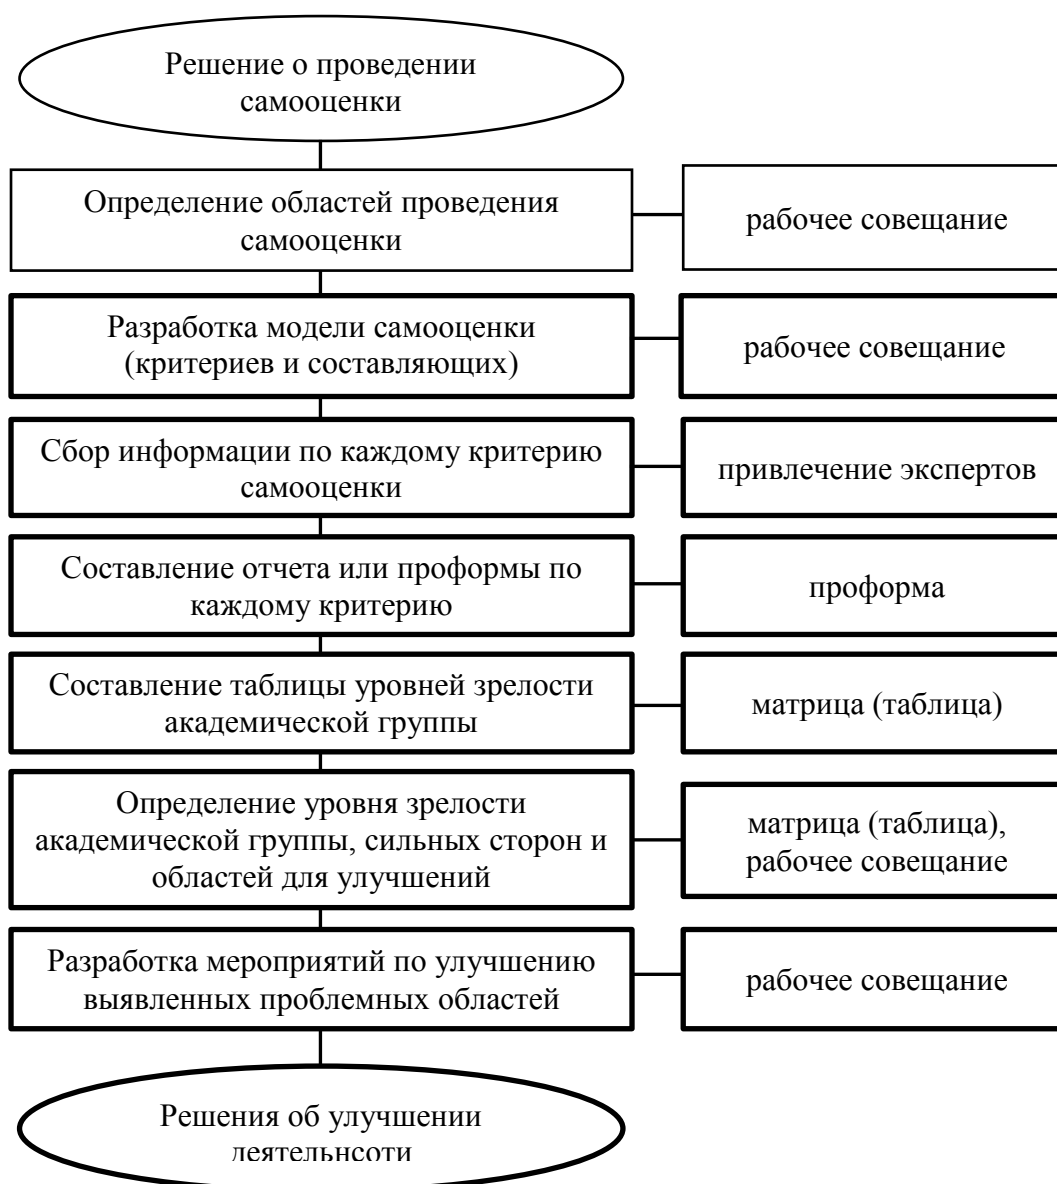 Решение о проведении
самооценки
Определение областей проведения
самооценки
рабочее совещание
Разработка модели самооценки
(критериев и составляющих)
рабочее совещание
Сбор информации по каждому критерию
самооценки
привлечение экспертов
Составление отчета или проформы по
каждому критерию
проформа
Составление таблицы уровней зрелости
академической группы
матрица (таблица)
Определение уровня зрелости
академической группы, сильных сторон и
областей для улучшений
матрица (таблица),
рабочее совещание
Разработка мероприятий по улучшению
выявленных проблемных областей
рабочее совещание
Решения об улучшении
деятельнсоти